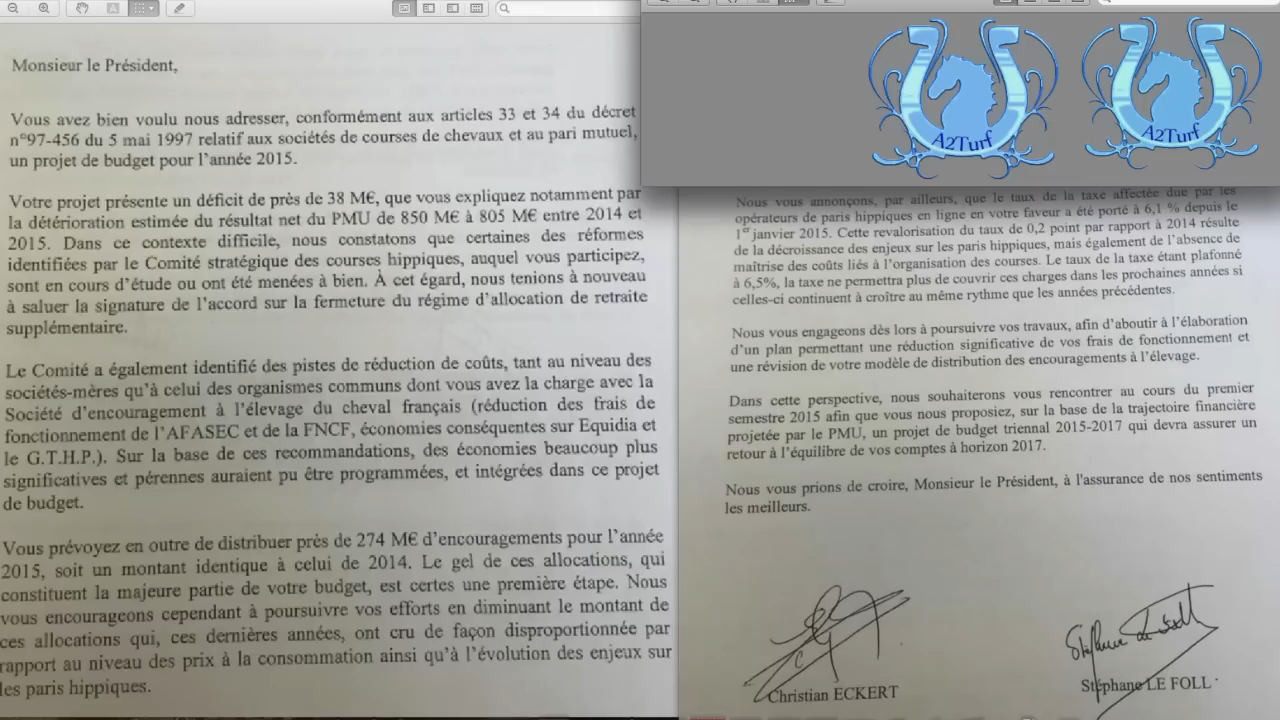 Monsieur le Président,
Vous avez bien voulu nous adresser, conformément aux articles 33 et 34 du décret
n°97-456 du 5 mai 1997 relatif aux sociétés de courses de chevaux et au pari mutuel,
un projet de budget pour l'année 2015.
Votre projet présente un déficit de près de 38 M€, que vous expliquez notamment par
la détérioration estimée du résultat net du PMU de 850 M€ à 805 M€ entre 2014 et
2015. Dans ce contexte difficile, nous constatons que certaines des réformes
identifiées par le Comité stratégique des courses hippiques, auquel vous participez,
sont en cours d'étude ou ont été menées à bien. À cet égard, nous tenions à nouveau
à saluer la signature de l'accord sur la fermeture du régime d'allocation de retraite
supplémentaire.
Le Comité a également identifié des pistes de réduction de coûts, tant au niveau des
sociétés-mères qu'à celui des organismes communs dont vous avez la charge avec la
Société d'encouragement à l'élevage du cheval français (réduction des frais de
fonctionnement de l'AFASEC et de la FNCF, économies conséquentes sur Equidia et
le G.T.H.P.). Sur la base de ces recommandations, des économies beaucoup plus
significatives et pérennes auraient pu être programmées, et intégrées dans ce projet
de budget.
Vous prévoyez en outre de distribuer près de 274 M€ d'encouragements pour l'année
2015, soit un montant identique à celui de 2014. Le gel de ces allocations, qui
constituent la majeure partie de votre budget, est certes une première étape. Nous
vous encourageons cependant à poursuivre vos efforts en diminuant le montant de
ces allocations qui, ces dernières années, ont cru de façon disproportionnée par
rapport au niveau des prix à la consommation ainsi qu'à l'évolution des enjeux sur
les paris hippiques.
A2Turf
A2Turf
Nous vous annonçons, par ailleurs, que le taux de la taxe affectée due par les
opérateurs de paris hippiques en ligne en votre faveur a été porté à 6,1 % depuis le
1er janvier 2015. Cette revalorisation du taux de 0,2 point par rapport à 2014 résulte
de la décroissance des enjeux sur les paris hippiques, mais également de l'absence de
maîtrise des coûts liés à l'organisation des courses. Le taux de la taxe étant plafonné
à 6,5%, la taxe ne permettra plus de couvrir ces charges dans les prochaines années si
celles-ci continuent à croître au même rythme que les années précédentes.
Nous vous engageons dès lors à poursuivre vos travaux, afin d'aboutir à l'élaboration
d'un plan permettant une réduction significative de vos frais de fonctionnement et
une révision de votre modèle de distribution des encouragements à l'élevage.
Dans cette perspective, nous souhaiterions vous rencontrer au cours du premier
semestre 2015 afin que vous nous proposiez, sur la base de la trajectoire financière
projetée par le PMU, un projet de budget triennal 2015-2017 qui devra assurer un
retour à l'équilibre de vos comptes à horizon 2017.
Nous vous prions de croire, Monsieur le Président, à l'assurance de nos sentiments
les meilleurs.
Stéphane Le Foll
Christian ECKERT
Stéphane LE FOLL